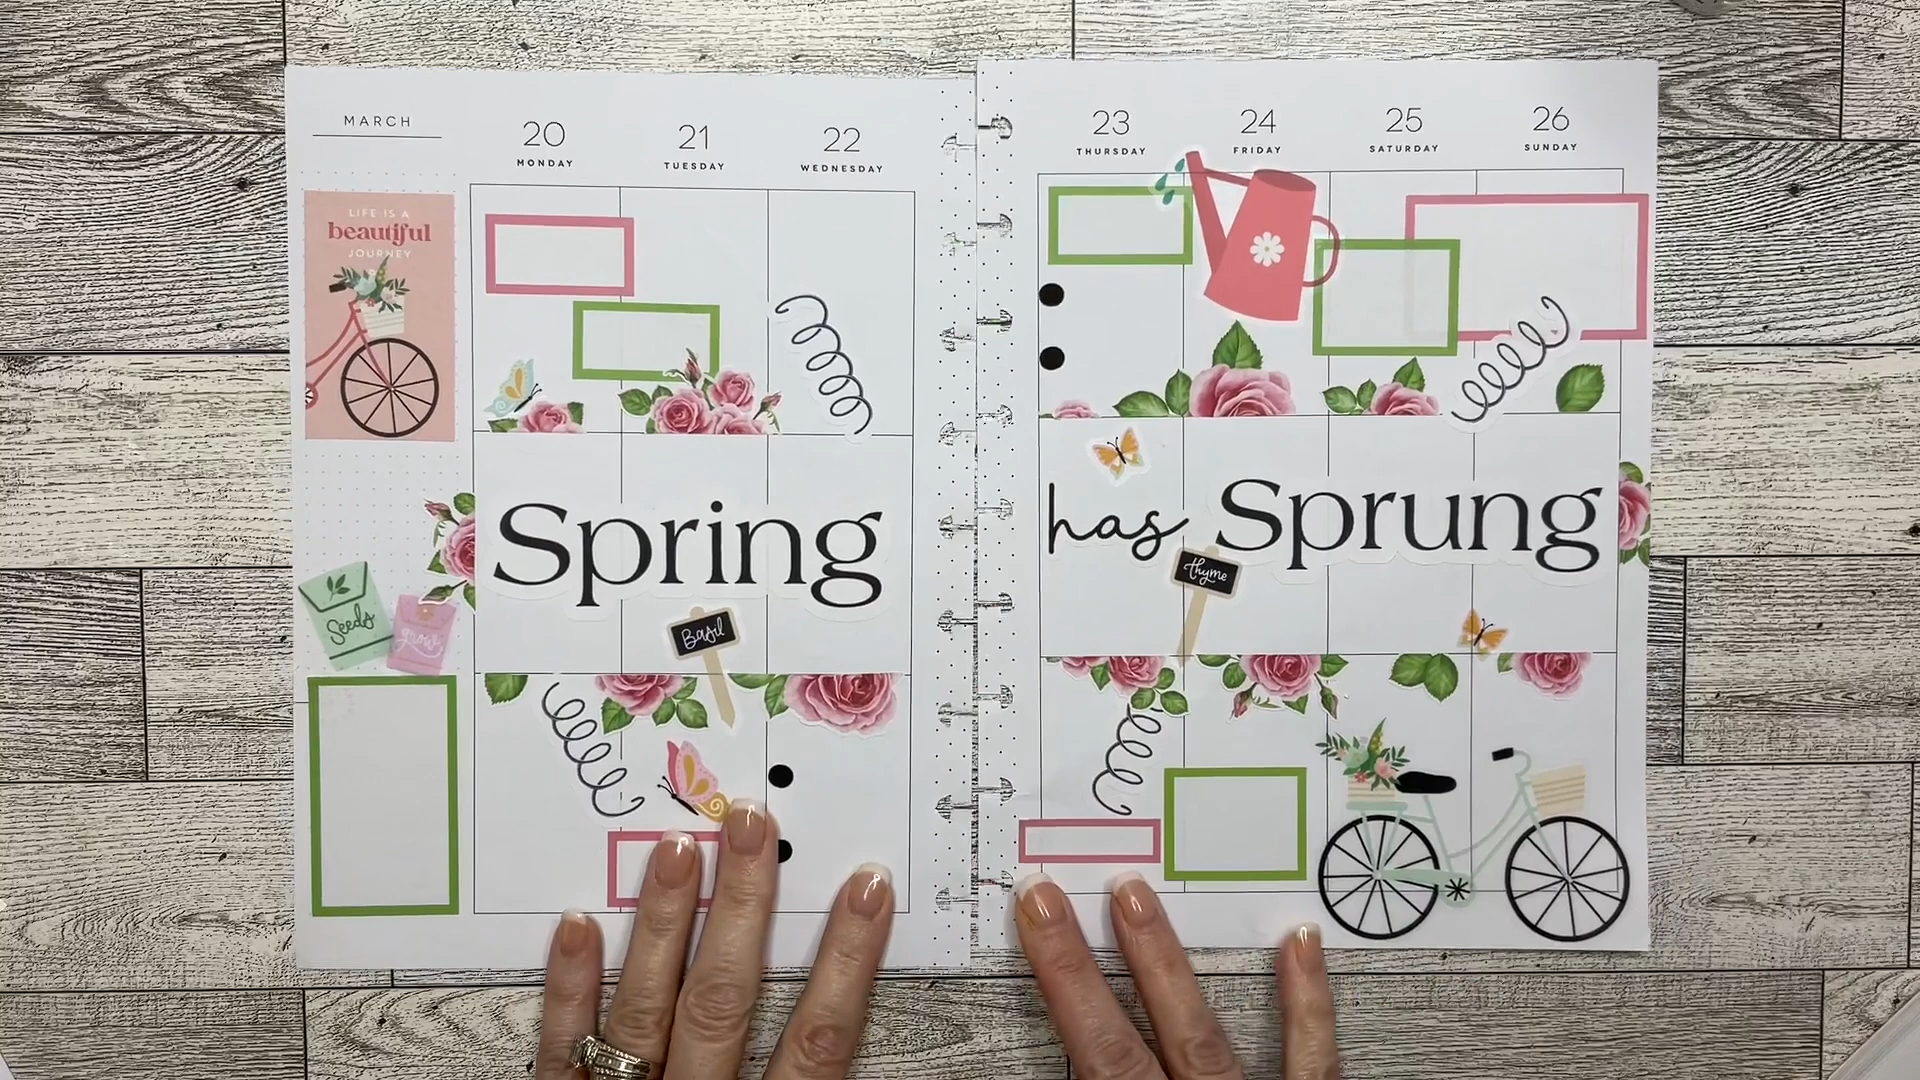 MARCH
20
MONDAY
21
TUESDAY
22
WEDNESDAY
23
THURSDAY
24
FRIDAY
25
SATURDAY
26
SUNDAY
LIFE IS A
beautiful
JOURNEY
Spring
has Sprung
thyme
Seeds
grow
Basil